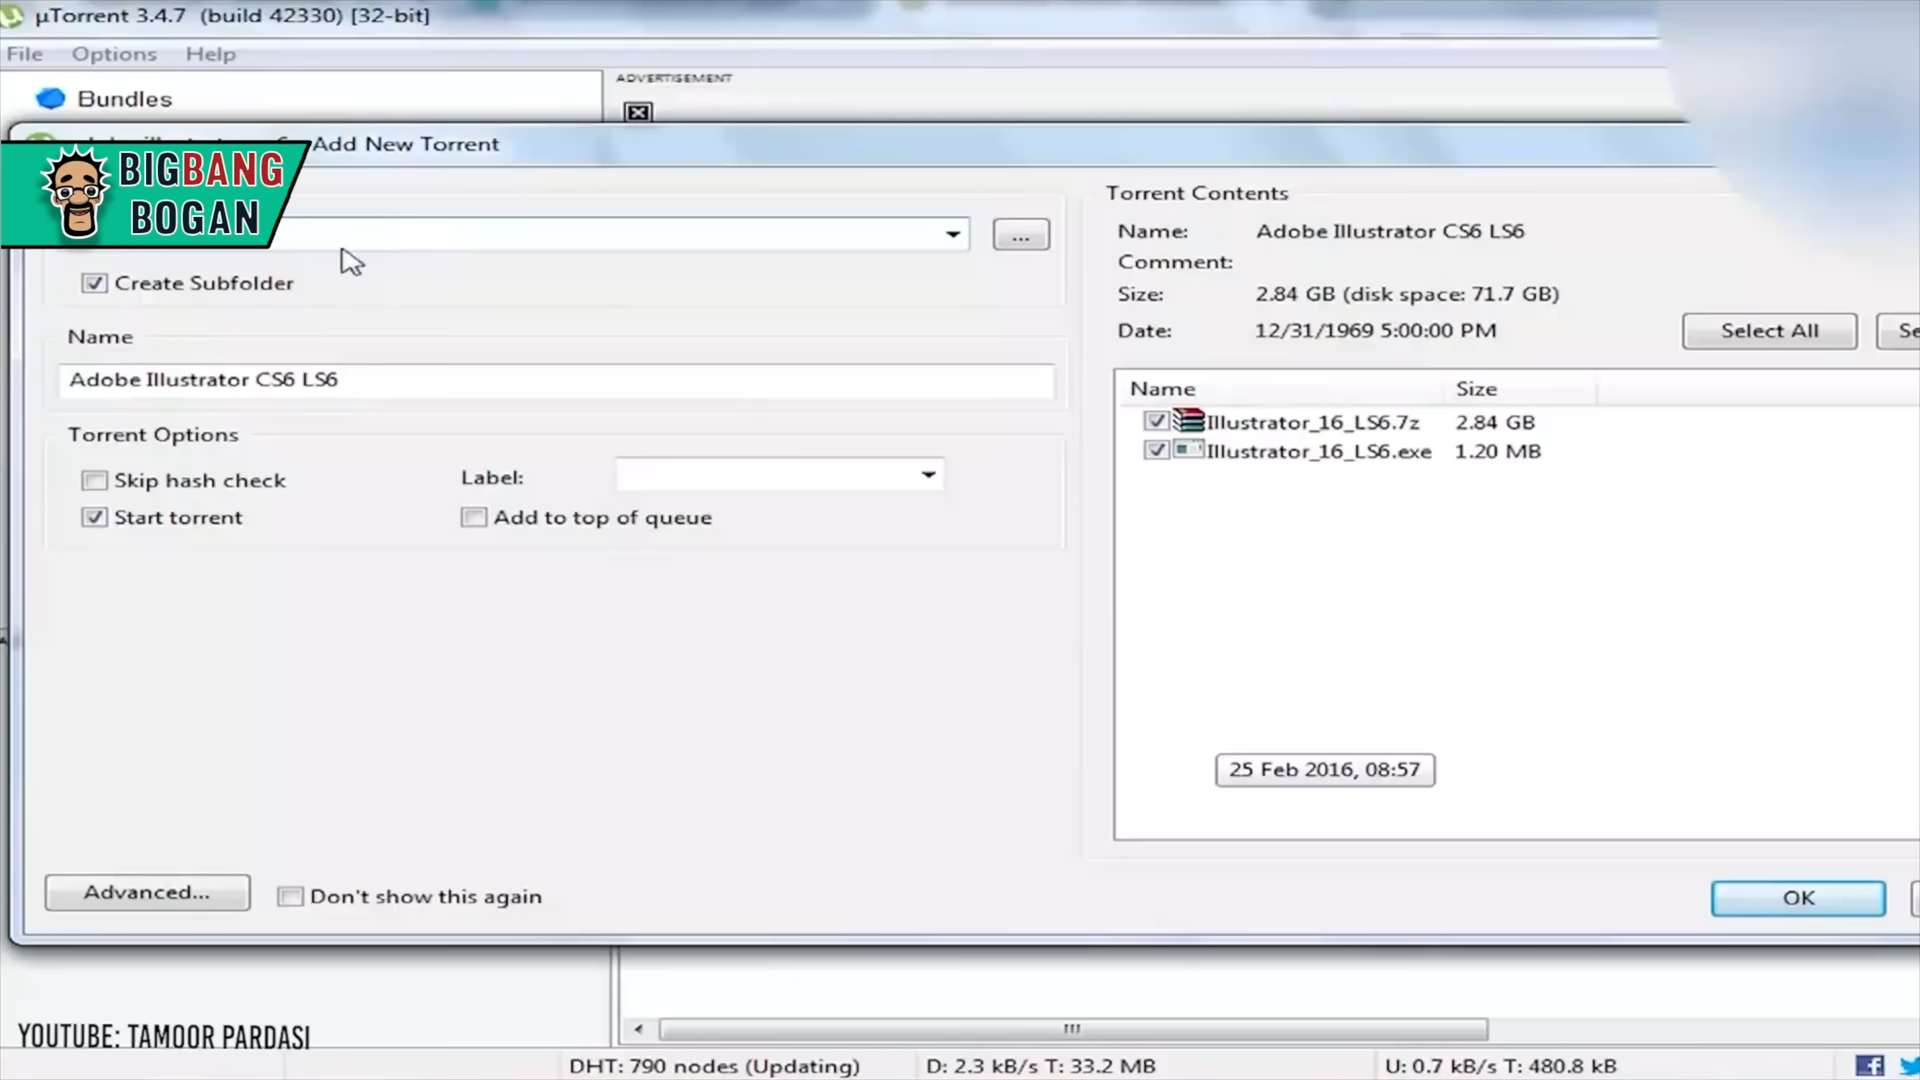 µTorrent 3.4.7 (build 42330) [32-bit]
File Options Help
ADVERTISEMENT
Bundles
Add New Torrent
BIGBANG
BOGAN
...
Create Subfolder
Name
Adobe Illustrator CS6 LS6
Torrent Options
Skip hash check
Label:
Start torrent
Add to top of queue
Torrent Contents
Name: Adobe Illustrator CS6 LS6
Comment:
Size: 2.84 GB (disk space: 71.7 GB)
Date: 12/31/1969 5:00:00 PM
Select All
Name Size
Illustrator_16_LS6.7z 2.84 GB
Illustrator_16_LS6.exe 1.20 MB
25 Feb 2016, 08:57
Advanced...
Don't show this again
OK
YOUTUBE: TAMOOR PARDASI
DHT: 790 nodes (Updating) D: 2.3 kB/s T: 33.2 MB U: 0.7 kB/s T: 480.8 kB